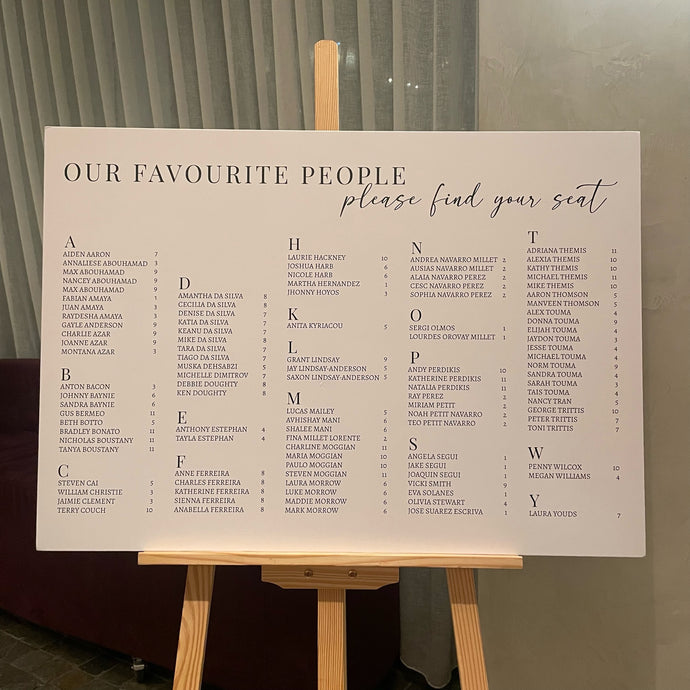 OUR FAVOURITE PEOPLE
please find your seat
A
AIDEN AARON 7
ANNALIESE ABOUHAMAD 3
MAX ABOUHAMAD 9
NANCEY ABOUHAMAD 9
MAX ABOUHAMAD 9
FABIAN AMAYA 3
JUAN AMAYA 3
RAYDESHA AMAYA 3
GAYLE ANDERSON 9
CHARLIE AZAR 9
JOANNE AZAR 9
MONTANA AZAR 3
B
ANTON BACON 3
JOHNNY BAYNIE 6
SANDRA BAYNIE 6
GUS BERMEO 11
BETH BOTTO 5
BRADLEY BONATO 11
NICHOLAS BOUSTANY 11
TANYA BOUSTANY 11
C
STEVEN CAI 5
WILLIAM CHRISTIE 3
JAIMIE CLEMENT 3
TERRY COUCH 10
D
AMANTHA DA SILVA 8
CECILIA DA SILVA 8
DENISE DA SILVA 7
KATIA DA SILVA 7
KEANU DA SILVA 7
MIKE DA SILVA 8
TARA DA SILVA 7
TIAGO DA SILVA 7
MUSKA DEHSABZI 5
MICHELLE DIMITROV 7
DEBBIE DOUGHTY 8
KEN DOUGHTY 8
E
ANTHONY ESTEPHAN 4
TAYLA ESTEPHAN 4
F
ANNE FERREIRA 8
CHARLES FERREIRA 8
KATHERINE FERREIRA 8
SIENNA FERREIRA 8
ANABELLA FERREIRA 8
H
LAURIE HACKNEY 10
JOSHUA HARB 6
NICOLE HARB 6
MARTHA HERNANDEZ 1
JHONNY HOYOS 3
K
ANITA KYRIACOU 5
L
GRANT LINDSAY 9
JAY LINDSAY-ANDERSON 5
SAXON LINDSAY-ANDERSON 5
M
LUCAS MAILEY 5
AVHISHAY MANI 6
SHALEE MANI 6
FINA MILLET LORENTE 2
CHARLINE MOGGIAN 11
MARIA MOGGIAN 10
PAULO MOGGIAN 10
STEVEN MOGGIAN 11
LAURA MORROW 6
LUKE MORROW 6
MADDIE MORROW 6
MARK MORROW 6
N
ANDREA NAVARRO MILLET 2
AUSIAS NAVARRO MILLET 2
ALAIA NAVARRO PEREZ 2
CESC NAVARRO PEREZ 2
SOPHIA NAVARRO PEREZ 2
O
SERGI OLMOS 1
LOURDES OROVAY MILLET 1
P
ANDY PERDIKIS 10
KATHERINE PERDIKIS 11
NATALIA PERDIKIS 11
RAY PEREZ 2
MIRIAM PETIT 2
NOAH PETIT NAVARRO 2
TEO PETIT NAVARRO 2
S
ANGELA SEGUI 1
JAKE SEGUI 1
JOAQUIN SEGUI 1
VICKI SMITH 9
EVA SOLANES 1
OLIVIA STEWART 4
JOSE SUAREZ ESCRIVA 1
T
ADRIANA THEMIS 11
ALEXIA THEMIS 10
KATHY THEMIS 10
MICHAEL THEMIS 11
MIKE THEMIS 10
AARON THOMSON 5
MANVEEN THOMSON 5
ALEX TOUMA 4
DONNA TOUMA 9
ELIJAH TOUMA 4
JAYDON TOUMA 3
JESSE TOUMA 4
MICHAEL TOUMA 4
NORM TOUMA 9
SANDRA TOUMA 4
SARAH TOUMA 3
TAIS TOUMA 4
NANCY TRAN 5
GEORGE TRITTIS 10
PETER TRITTIS 7
TONI TRITTIS 7
W
PENNY WILCOX 10
MEGAN WILLIAMS 4
Y
LAURA YOUDS 7